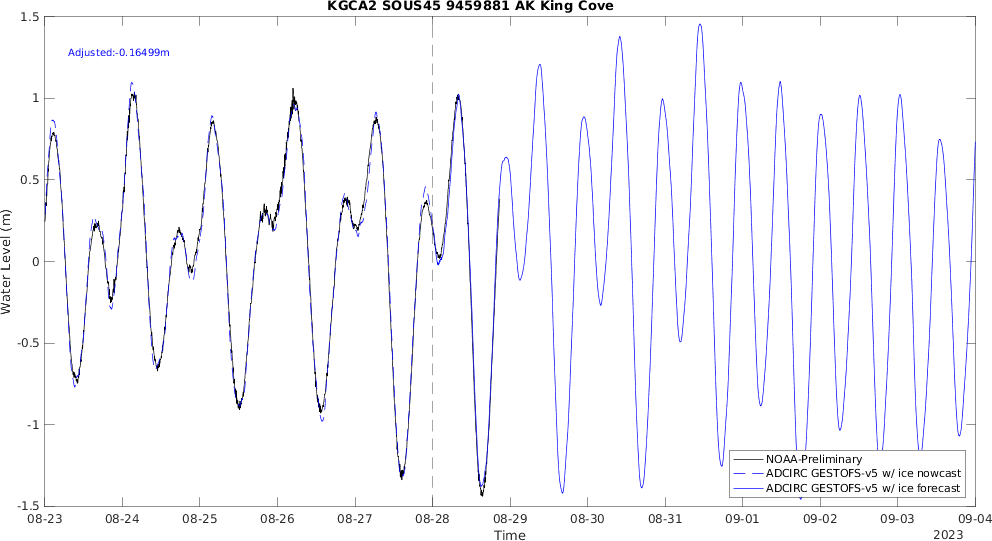 KGCA2 SOUS45 9459881 AK King Cove
Adjusted:-0.16499m
Water Level (m)
1.5
1
0.5
0
-0.5
-1
-1.5
NOAA-Preliminary
ADCIRC GESTOFS-v5 w/ ice nowcast
ADCIRC GESTOFS-v5 w/ ice forecast
08-23 08-24 08-25 08-26 08-27 08-28 08-29 08-30 08-31 09-01 09-02 09-03 09-04
Time
2023